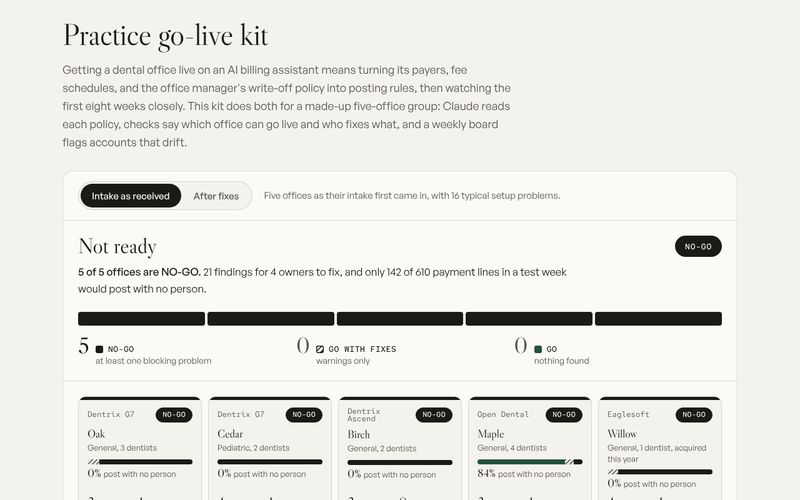 Practice go-live kit
Getting a dental office live on an AI billing assistant means turning its payers, fee
schedules, and the office manager's write-off policy into posting rules, then watching the
first eight weeks closely. This kit does both for a made-up five-office group: Claude reads
each policy, checks say which office can go live and who fixes what, and a weekly board
flags accounts that drift.
Intake as received
After fixes
Five offices as their intake first came in, with 16 typical setup problems.
Not ready
NO-GO
5 of 5 offices are NO-GO. 21 findings for 4 owners to fix, and only 142 of 610 payment lines in a test week
would post with no person.
5 NO-GO
at least one blocking problem
0 GO WITH FIXES
warnings only
0 GO
nothing found
Dentrix G7
NO-GO
Oak
General, 3 dentists
0% post with no person
Dentrix G7
NO-GO
Cedar
Pediatric, 2 dentists
0% post with no person
Dentrix
Ascend
NO-GO
Birch
General, 2 dentists
0% post with no person
Open Dental
NO-GO
Maple
General, 4 dentists
84% post with no person
Eaglesoft
NO-GO
Willow
General, 1 dentist, acquired
this year
0% post with no person